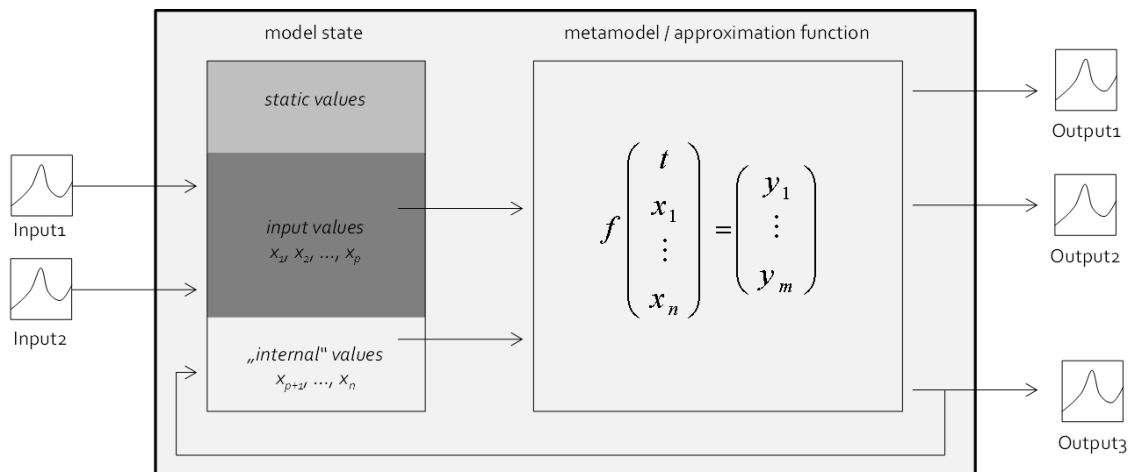 model state
metamodel / approximation function
static values
input values
x₁, x₂, ..., xₚ
„internal“ values
xₚ₊₁, ..., xₙ
Input1
Input2
f ( t x₁ ⋮ xₙ ) = ( y₁ ⋮ yₘ )
Output1
Output2
Output3